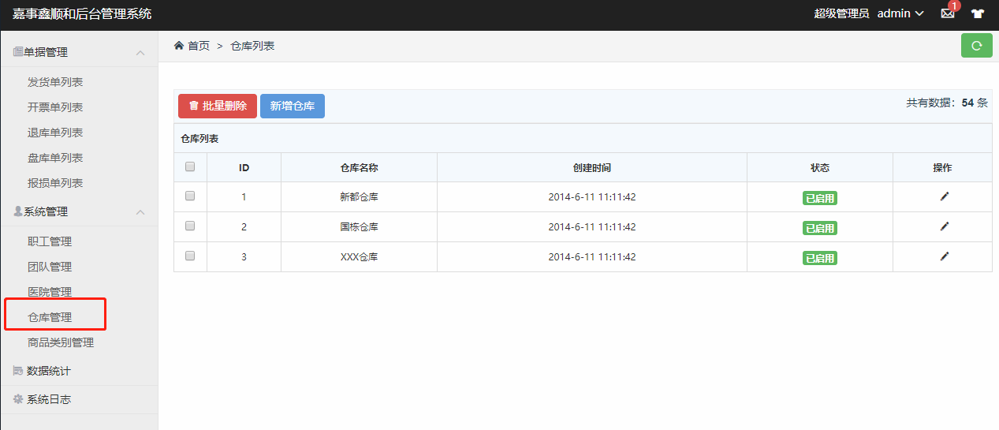 嘉事鑫顺和后台管理系统
超级管理员 admin 1
单据管理
发货单列表
开票单列表
退库单列表
盘库单列表
报损单列表
系统管理
职工管理
团队管理
医院管理
仓库管理
商品类别管理
数据统计
系统日志
首页 > 仓库列表
批量删除 新增仓库 共有数据：54 条
仓库列表
ID 仓库名称 创建时间 状态 操作
1 新都仓库 2014-6-11 11:11:42 已启用
2 国栋仓库 2014-6-11 11:11:42 已启用
3 XXX仓库 2014-6-11 11:11:42 已启用